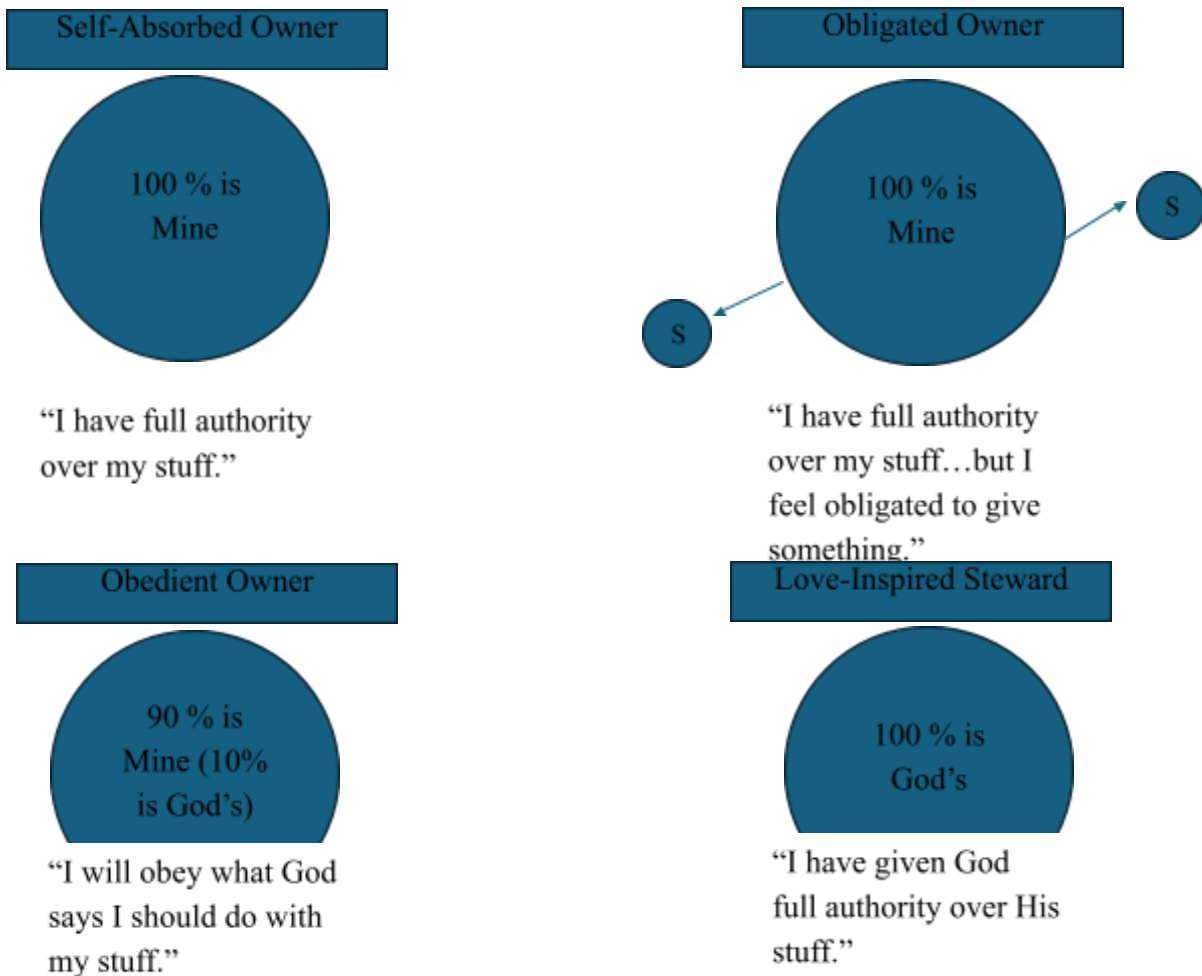 Self-Absorbed Owner
100 % is
Mine
“I have full authority
over my stuff.”
Obligated Owner
100 % is
Mine
S
S
“I have full authority
over my stuff…but I
feel obligated to give
something.”
Obedient Owner
90 % is
Mine (10%
is God’s)
“I will obey what God
says I should do with
my stuff.”
Love-Inspired Steward
100 % is
God’s
“I have given God
full authority over His
stuff.”